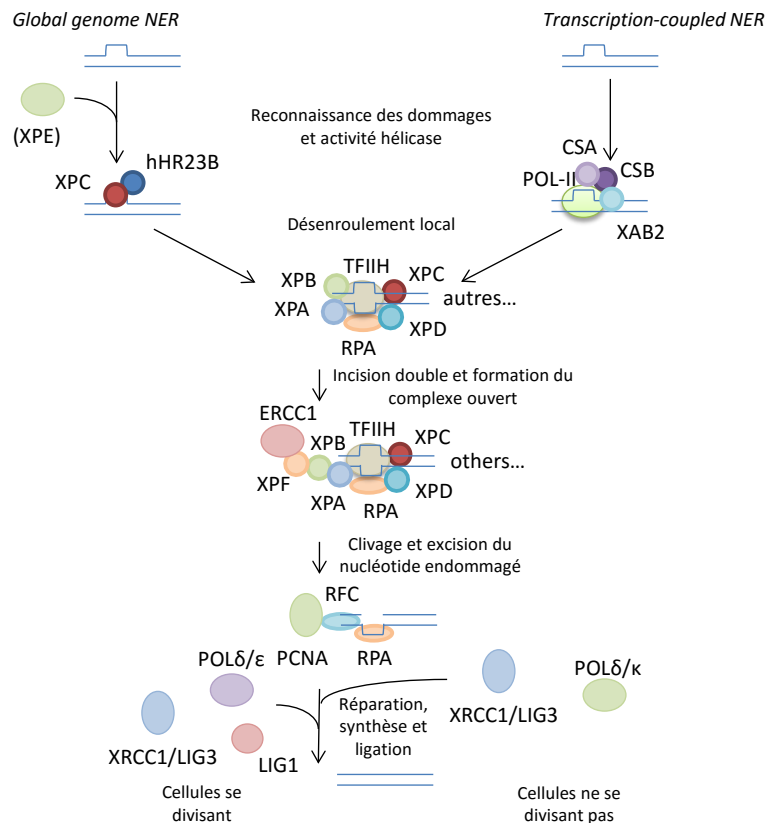 Global genome NER
Transcription-coupled NER
(XPE)
Reconnaissance des dommages
et activité hélicase
hHR23B
XPC
CSA
CSB
POL-II
XAB2
Désenroulement local
TFIIH
XPB
XPC
XPA
autres...
XPD
RPA
Incision double et formation du
complexe ouvert
ERCC1
TFIIH
XPB
XPC
others...
XPF
XPA
XPD
RPA
Clivage et excision du
nucléotide endommagé
RFC
PCNA
RPA
POLδ/ε
POLδ/κ
XRCC1/LIG3
LIG1
Réparation,
synthèse et
ligation
XRCC1/LIG3
Cellules se
divisant
Cellules ne se
divisant pas